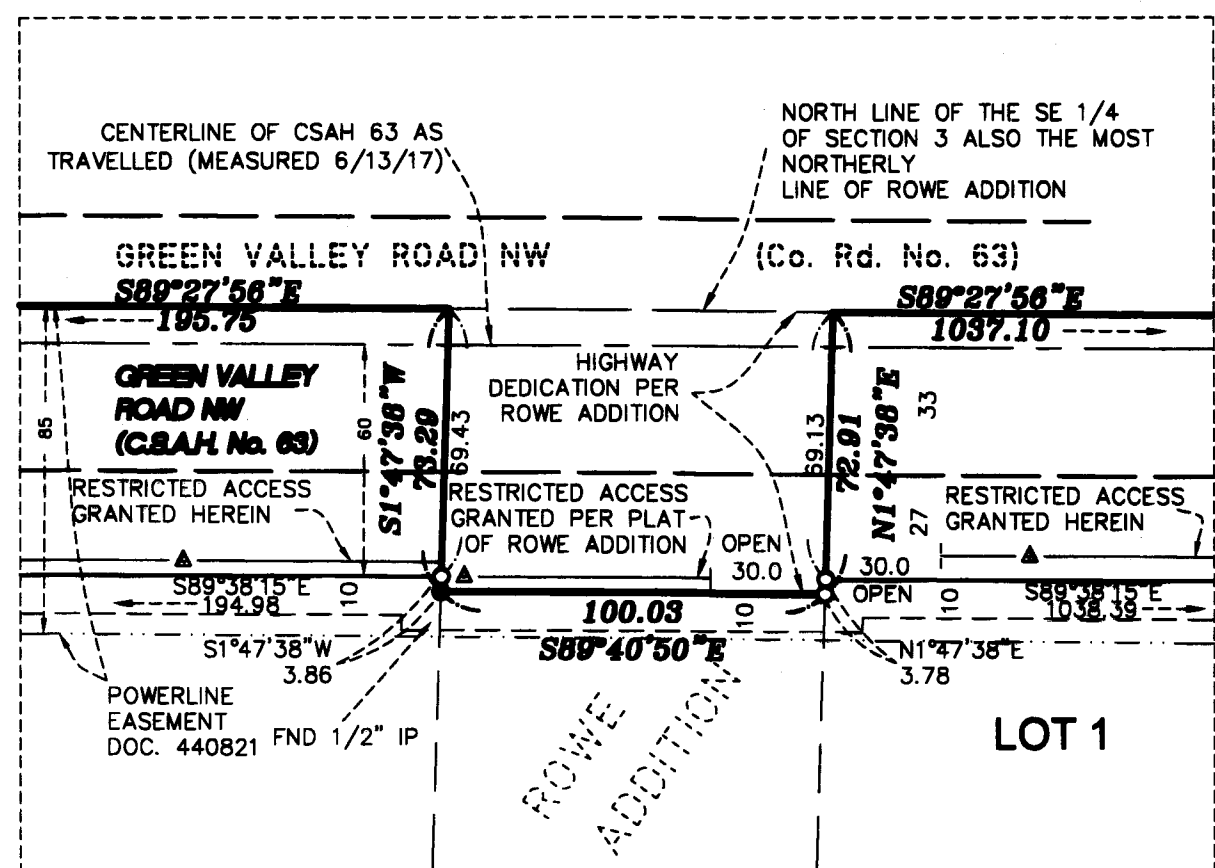 CENTERLINE OF CSAH 63 AS
TRAVELLED (MEASURED 6/13/17)
NORTH LINE OF THE SE 1/4
OF SECTION 3 ALSO THE MOST
NORTHERLY
LINE OF ROWE ADDITION
GREEN VALLEY ROAD NW
(Co. Rd. No. 63)
S89°27'56"E
195.75
S89°27'56"E
1037.10
GREEN VALLEY
ROAD NW
(C.S.A.H. No. 63)
HIGHWAY
DEDICATION PER
ROWE ADDITION
85
60
S1°47'38"W
73.29
69.43
69.13
72.91
N1°47'38"E
33
27
RESTRICTED ACCESS
GRANTED HEREIN
RESTRICTED ACCESS
GRANTED PER PLAT
OF ROWE ADDITION
OPEN
30.0
RESTRICTED ACCESS
GRANTED HEREIN
30.0
OPEN
S89°38'15"E
194.98
10
100.03
S89°40'50"E
10
10
S89°38'15"E
1038.39
S1°47'38"W
3.86
N1°47'38"E
3.78
POWERLINE
EASEMENT
DOC. 440821
FND 1/2" IP
ROWE
ADDITION
LOT 1